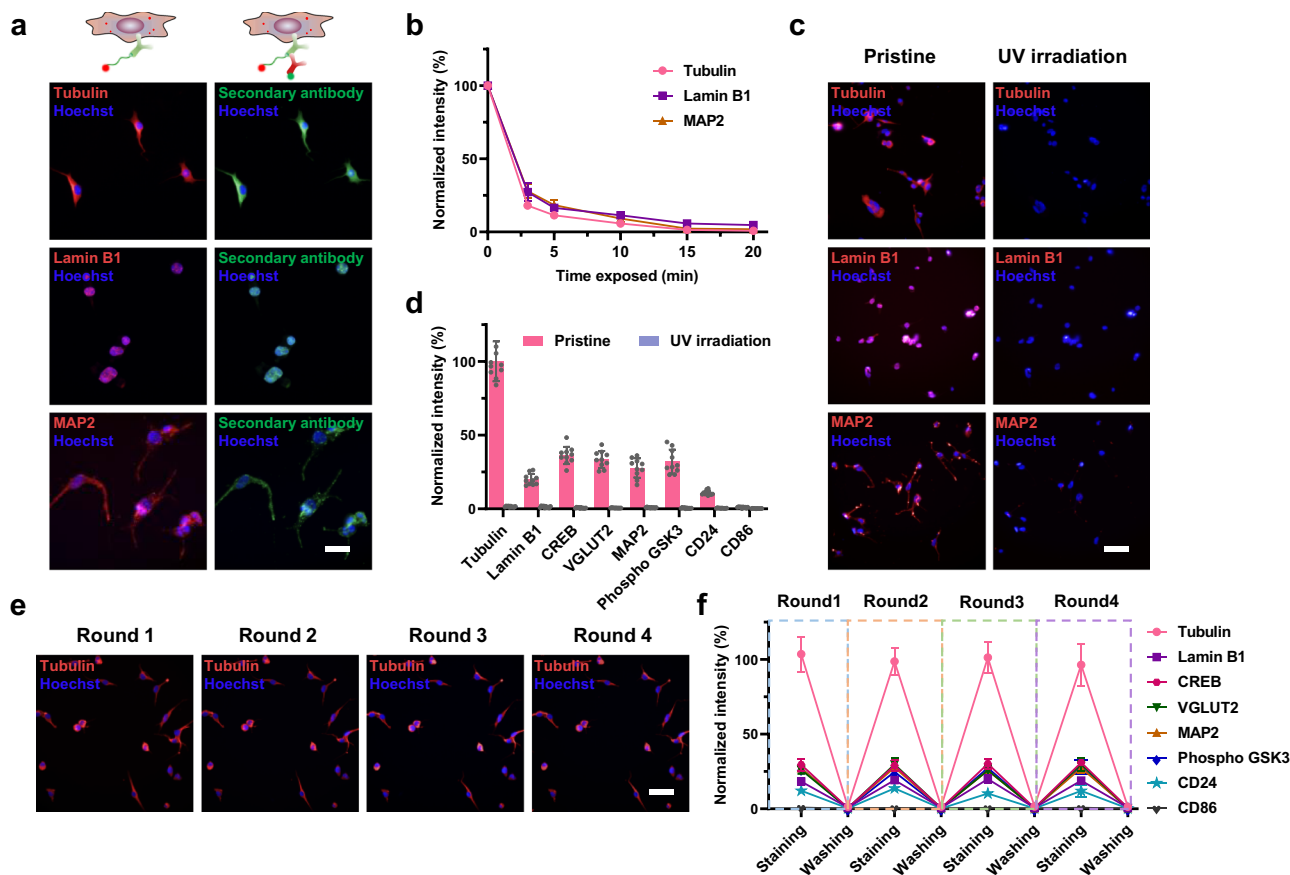 a
Tubulin
Hoechst
Secondary antibody
Hoechst
Lamin B1
Hoechst
Secondary antibody
Hoechst
MAP2
Hoechst
Secondary antibody
Hoechst
b
Normalized intensity (%)
100
50
0
0 5 10 15 20
Time exposed (min)
Tubulin
Lamin B1
MAP2
c
Pristine UV irradiation
Tubulin
Hoechst
Tubulin
Hoechst
Lamin B1
Hoechst
Lamin B1
Hoechst
MAP2
Hoechst
MAP2
Hoechst
d
Normalized intensity (%)
100
50
0
Pristine UV irradiation
Tubulin
Lamin B1
CREB
VGLUT2
MAP2
Phospho GSK3
CD24
CD86
e
Round 1 Round 2 Round 3 Round 4
Tubulin
Hoechst
Tubulin
Hoechst
Tubulin
Hoechst
Tubulin
Hoechst
f
Round1 Round2 Round3 Round4
Normalized intensity (%)
100
50
0
Staining
Washing
Staining
Washing
Staining
Washing
Staining
Washing
Tubulin
Lamin B1
CREB
VGLUT2
MAP2
Phospho GSK3
CD24
CD86